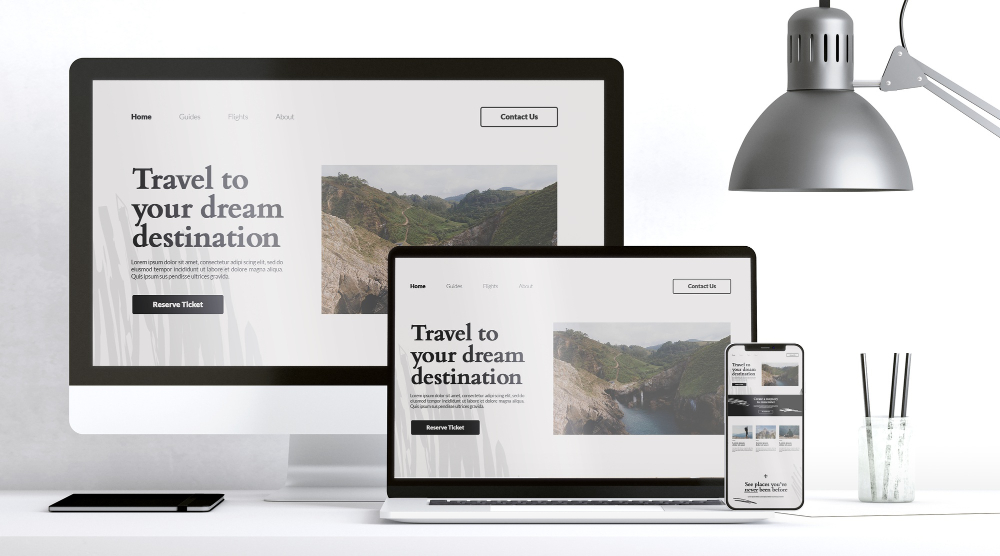 Home
Guides
Flights
About
Contact Us
Travel to
your dream
destination
Lorem ipsum dolor sit amet, consectetur adipi scing elit, sed do
eiusmod tempor incididunt ut labore et dolore magna aliqua.
Quis ipsum sus pendisse ultrices gravida.
Reserve Ticket
Home
Guides
Flights
About
Contact Us
Travel to
your dream
destination
Lorem ipsum dolor sit amet, consectetur adipi scing elit, sed do
eiusmod tempor incididunt ut labore et dolore magna aliqua.
Quis ipsum sus pendisse ultrices gravida.
Reserve Ticket
Travel to
your dream
destination
See places you've
never been before